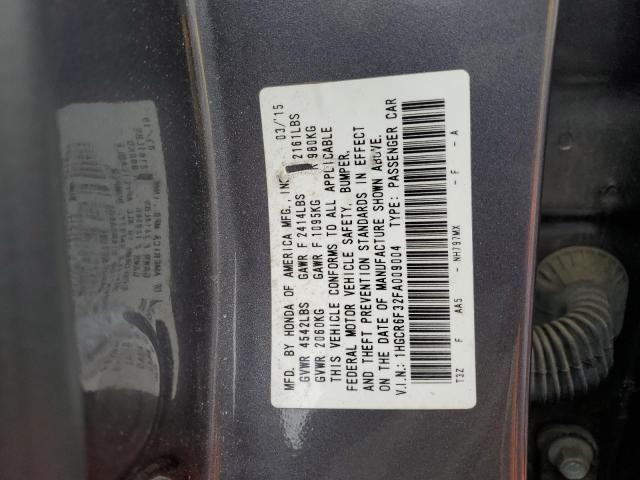 MFD. BY HONDA OF AMERICA MFG., INC. 03/15
GVWR 4542LBS GAWR F 2414LBS R 2161LBS
GVWR 2060KG GAWR F 1095KG R 980KG
THIS VEHICLE CONFORMS TO ALL APPLICABLE
FEDERAL MOTOR VEHICLE SAFETY, BUMPER,
AND THEFT PREVENTION STANDARDS IN EFFECT
ON THE DATE OF MANUFACTURE SHOWN ABOVE.
V.I.N.: 1HGCR6F32FA009004 TYPE: PASSENGER CAR
T3Z F AA5 - NH797MX - F - A